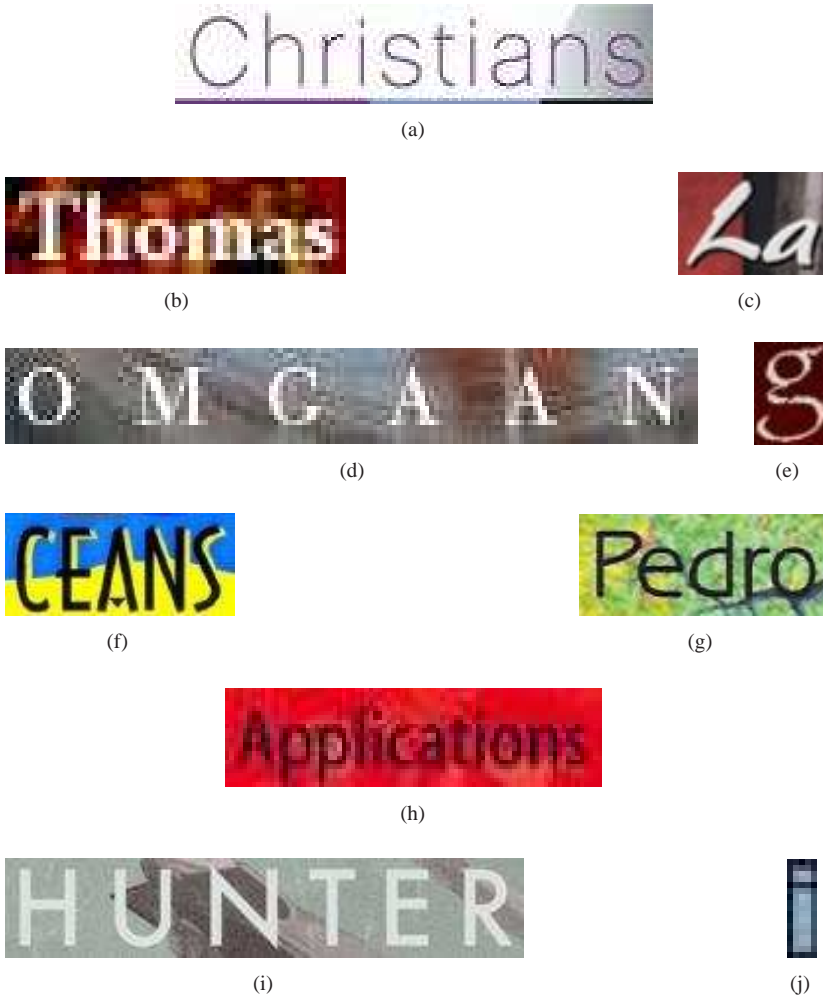 Christians
(a)
Thomas
La
(b)
(c)
O M G A A N
g
(d)
(e)
CEANS
Pedro
(f)
(g)
Applications
(h)
HUNTER
i
(i)
(j)